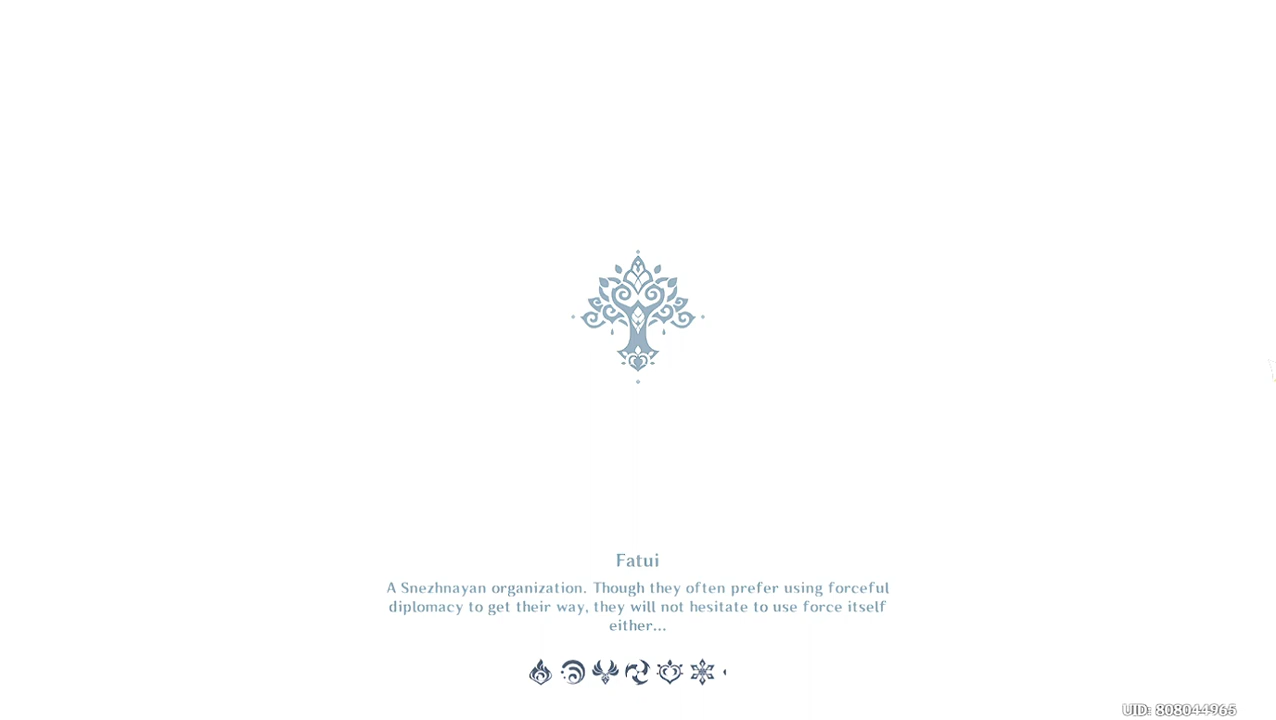 Fatui
A Snezhnayan organization. Though they often prefer using forceful
diplomacy to get their way, they will not hesitate to use force itself
either...
UID: 808044965